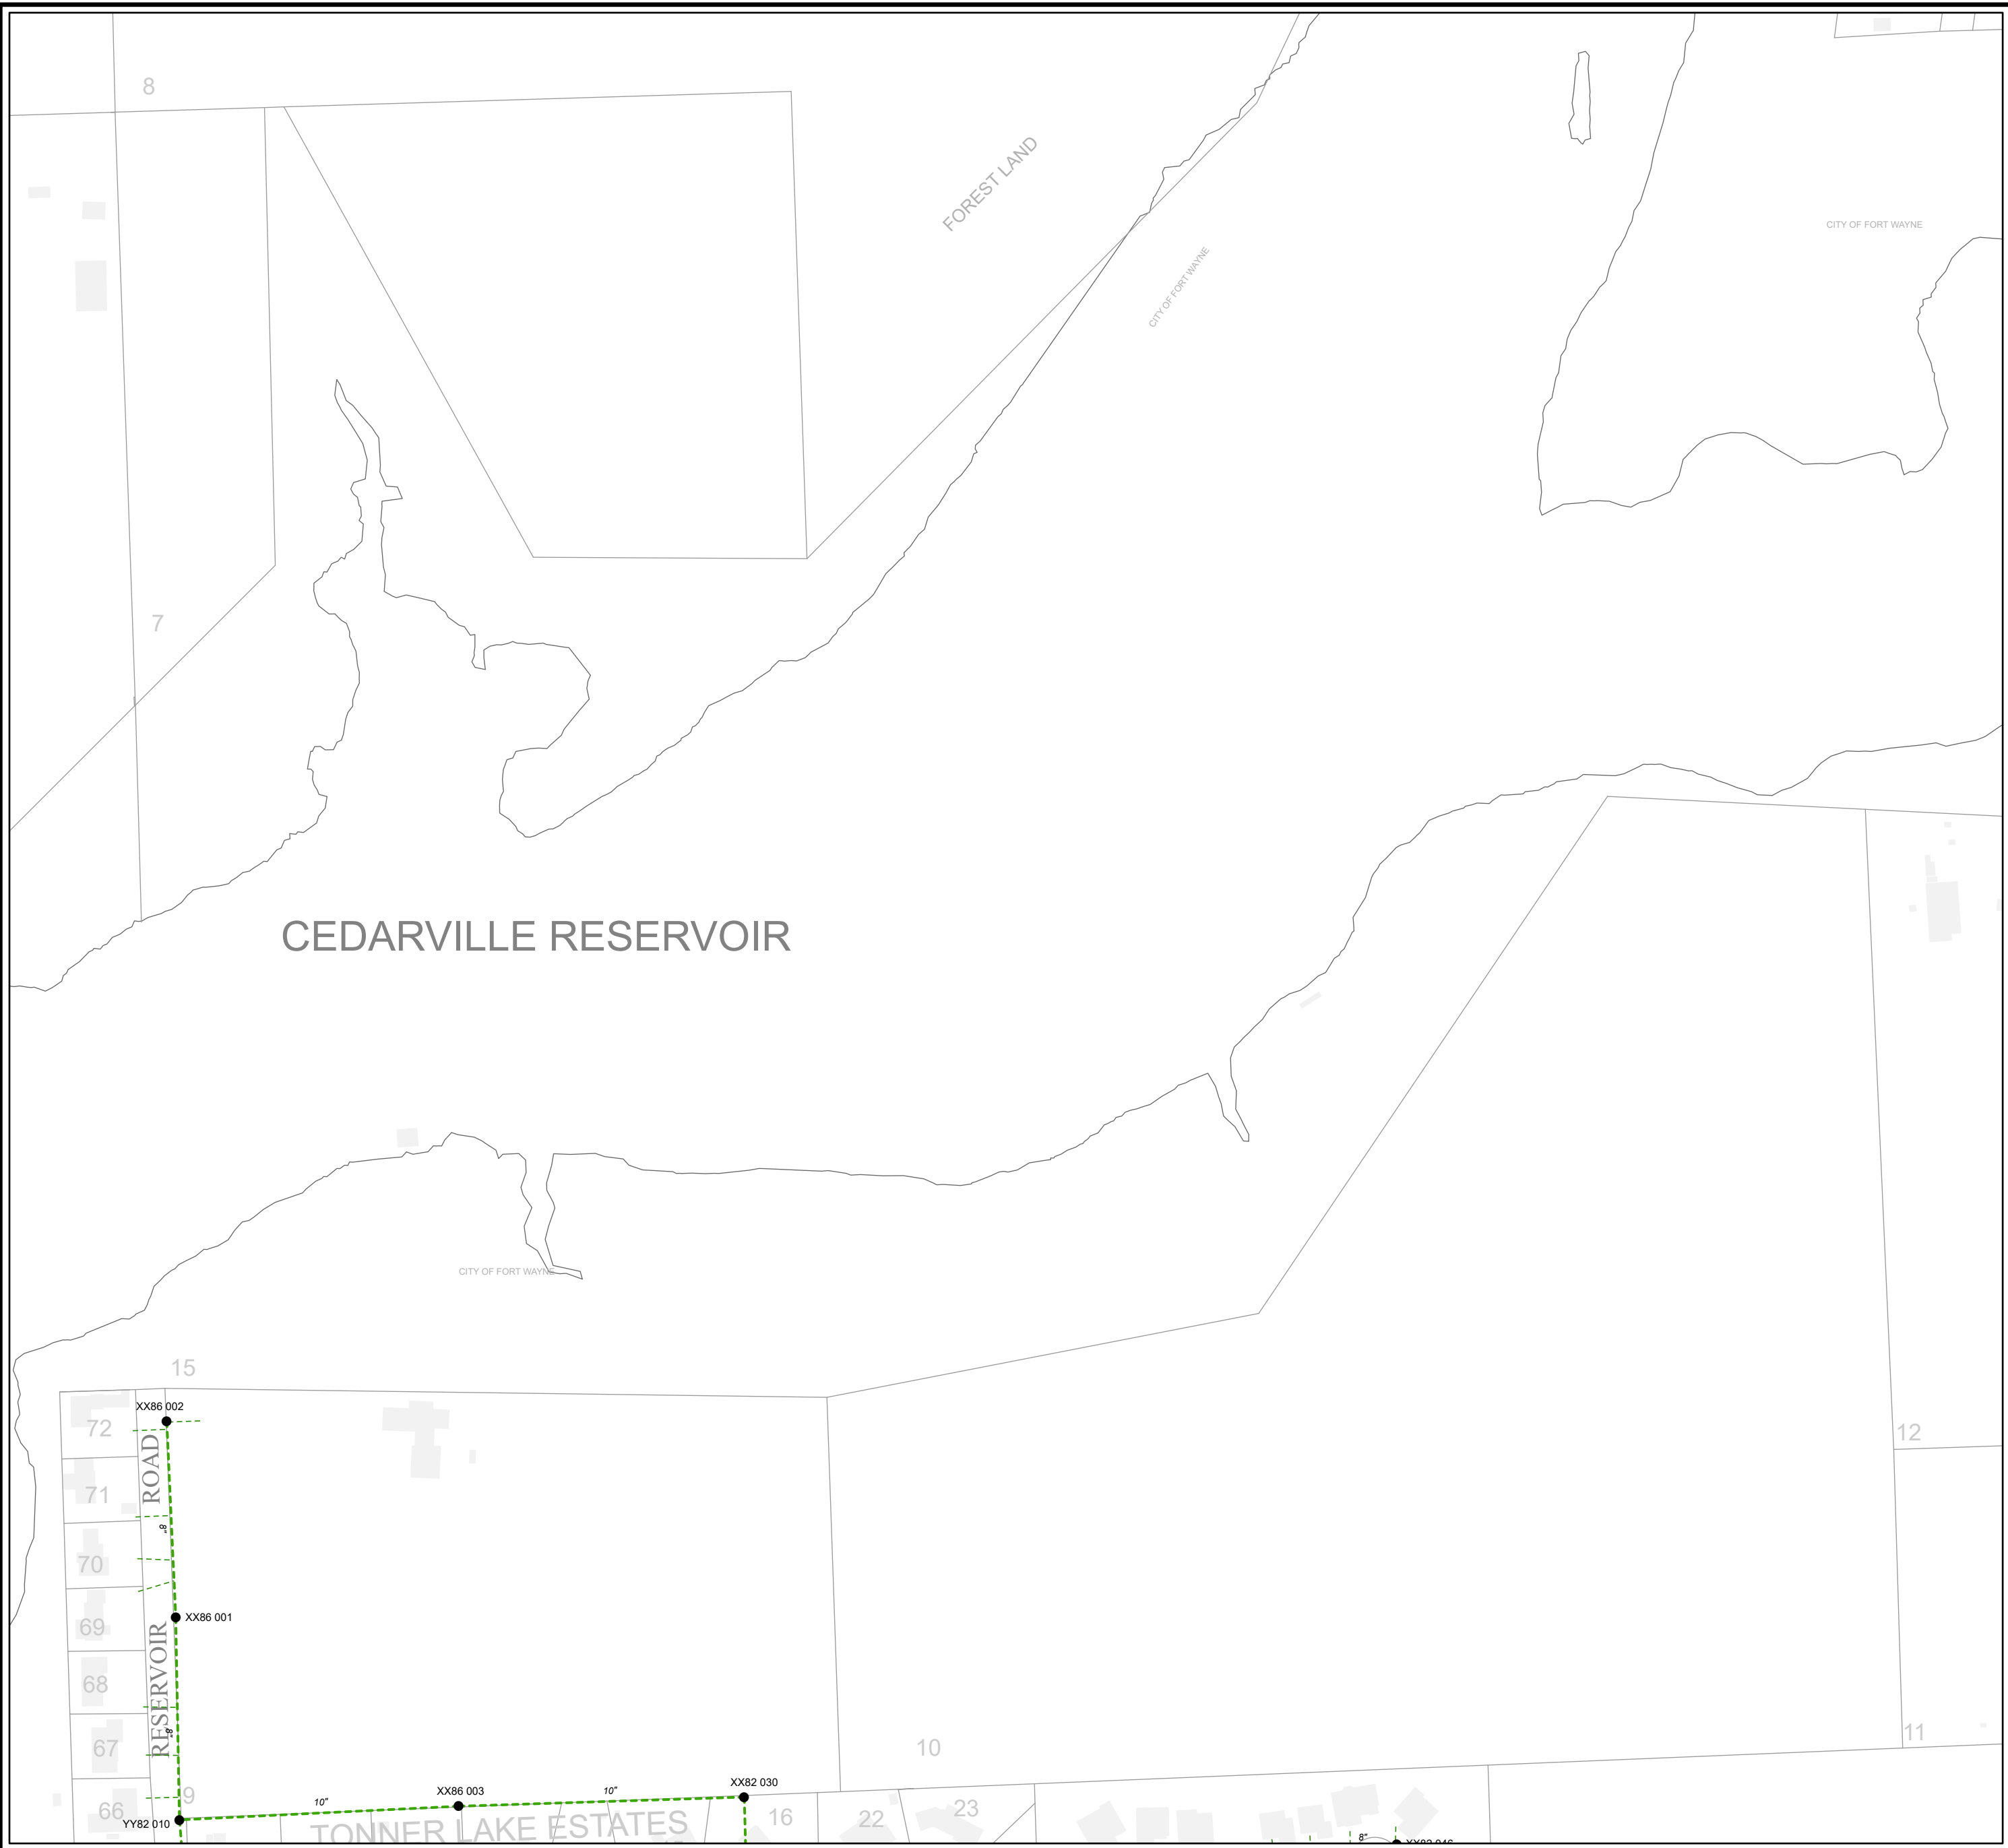 8
FOREST LAND
CITY OF FORT WAYNE
CITY OF FORT WAYNE
7
CEDARVILLE RESERVOIR
CITY OF FORT WAYNE
15
XX86 002
72
ROAD
12
71
8"
70
XX86 001
69
RESERVOIR
68
8"
67
10
11
9
XX86 003
XX82 030
10"
10"
66
YY82 010
TONNER LAKE ESTATES
16
22
23
8"
XX82 046